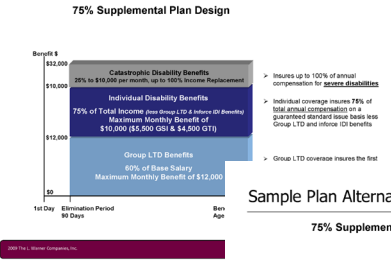 75% Supplemental Plan Design
Benefit $
$32,000
Catastrophic Disability Benefits
25% to $10,000 per month, up to 100% Income Replacement
$10,000
Individual Disability Benefits
75% of Total Income (less Group LTD & Inforce IDI Benefits)
Maximum Monthly Benefit of
$10,000 ($5,500 GSI & $4,500 GTI)
$12,000
Group LTD Benefits
60% of Base Salary
Maximum Monthly Benefit of $12,000
$0
1st Day Elimination Period
90 Days
Ben
Age
Insures up to 100% of annual
compensation for severe disabilities
Individual coverage insures 75% of
total annual compensation on a
guaranteed standard issue basis less
Group LTD and inforce IDI benefits
Group LTD coverage insures the first
Sample Plan Alterna
75% Supplemen
2009 The L. Warner Companies, Inc.